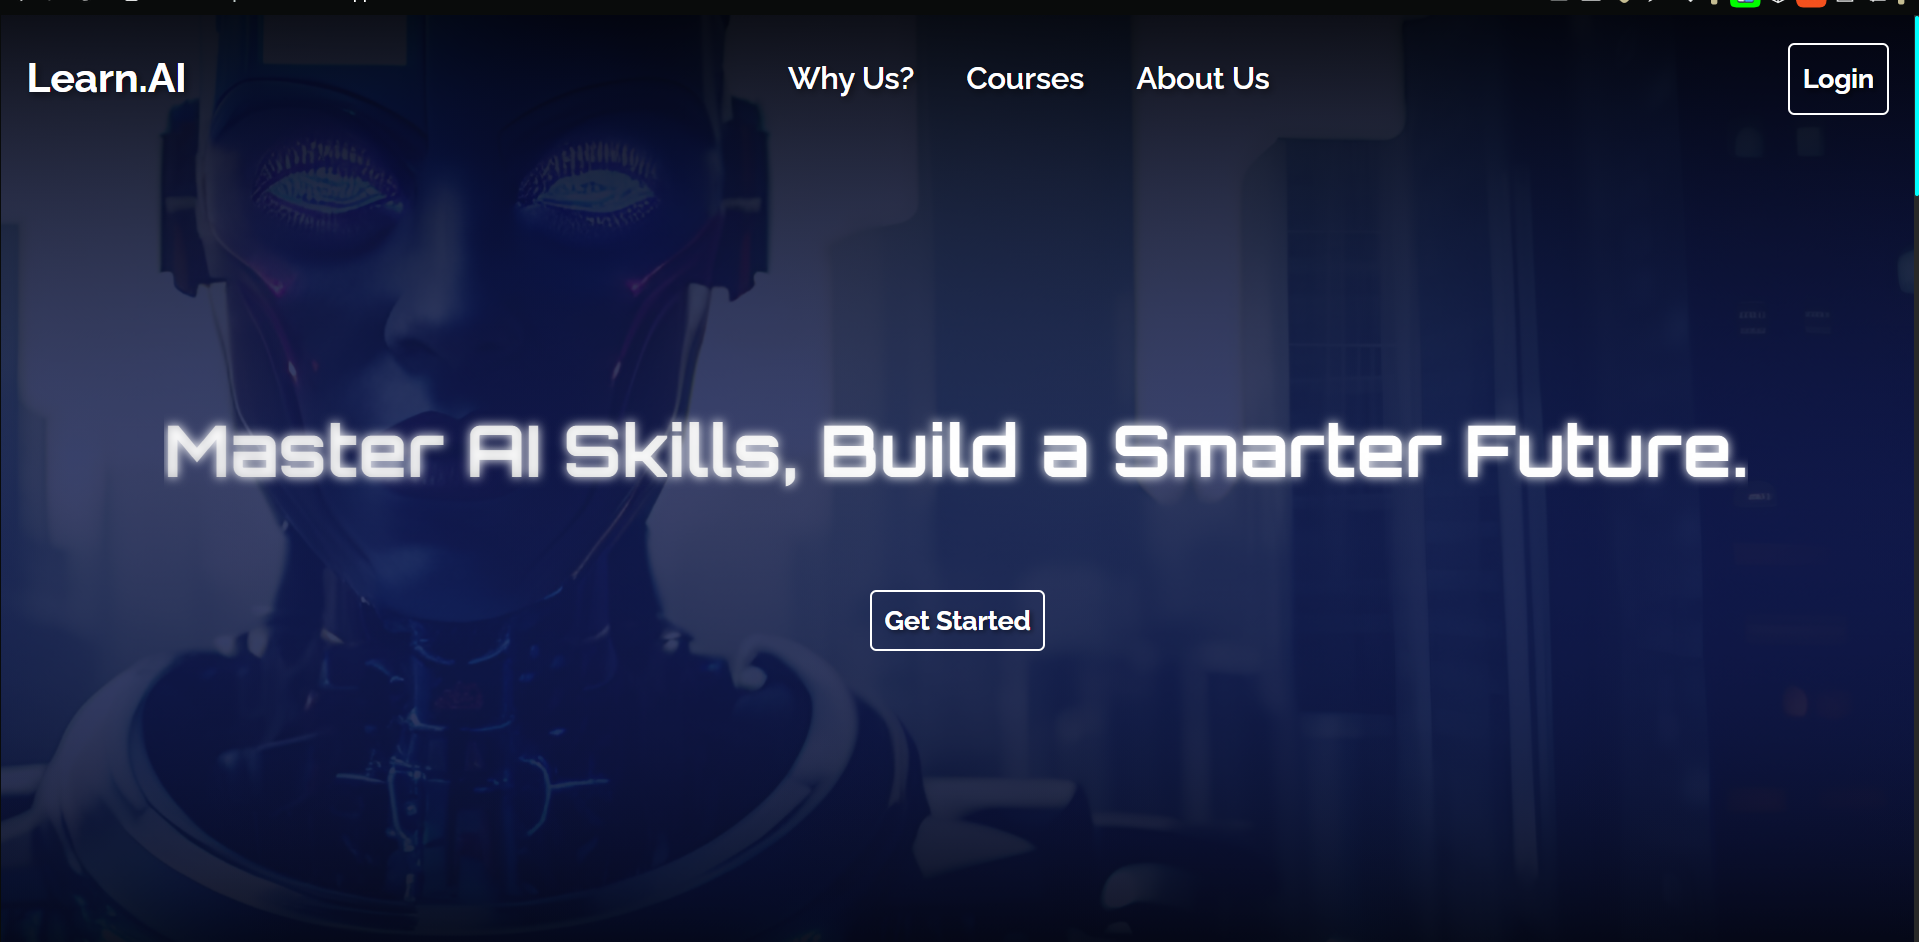 Learn.AI
Why Us? Courses About Us
Login
Master AI Skills, Build a Smarter Future.
Get Started